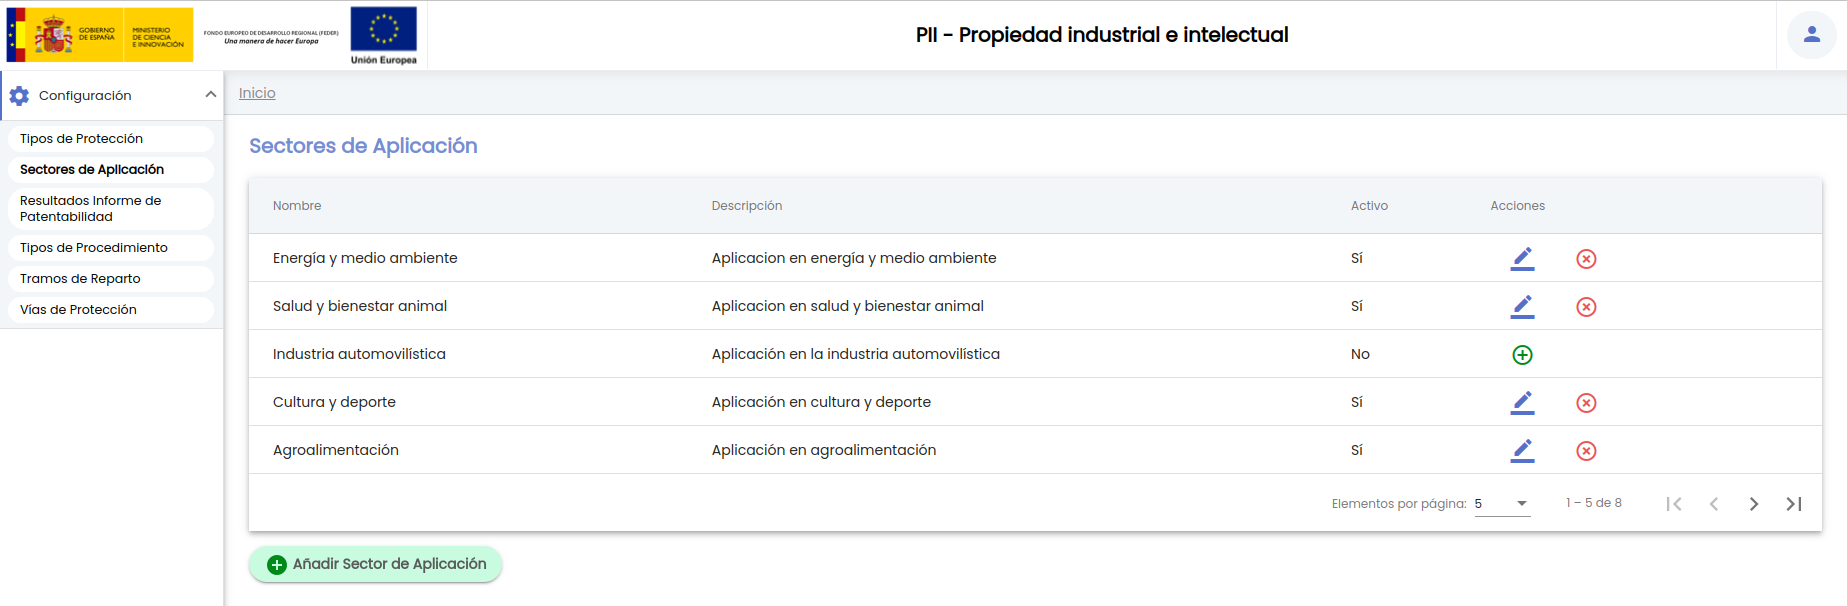 GOBIERNO
DE ESPAÑA
MINISTERIO
DE CIENCIA
E INNOVACIÓN
FONDO EUROPEO DE DESARROLLO REGIONAL (FEDER)
Una manera de hacer Europa
Unión Europea
PII - Propiedad industrial e intelectual
Configuración
Inicio
Tipos de Protección
Sectores de Aplicación
Resultados Informe de
Patentabilidad
Tipos de Procedimiento
Tramos de Reparto
Vías de Protección
Sectores de Aplicación
Nombre Descripción Activo Acciones
Energía y medio ambiente Aplicacion en energía y medio ambiente Sí
Salud y bienestar animal Aplicacion en salud y bienestar animal Sí
Industria automovilística Aplicación en la industria automovilística No
Cultura y deporte Aplicación en cultura y deporte Sí
Agroalimentación Aplicación en agroalimentación Sí
Elementos por página: 5 1 – 5 de 8
Añadir Sector de Aplicación